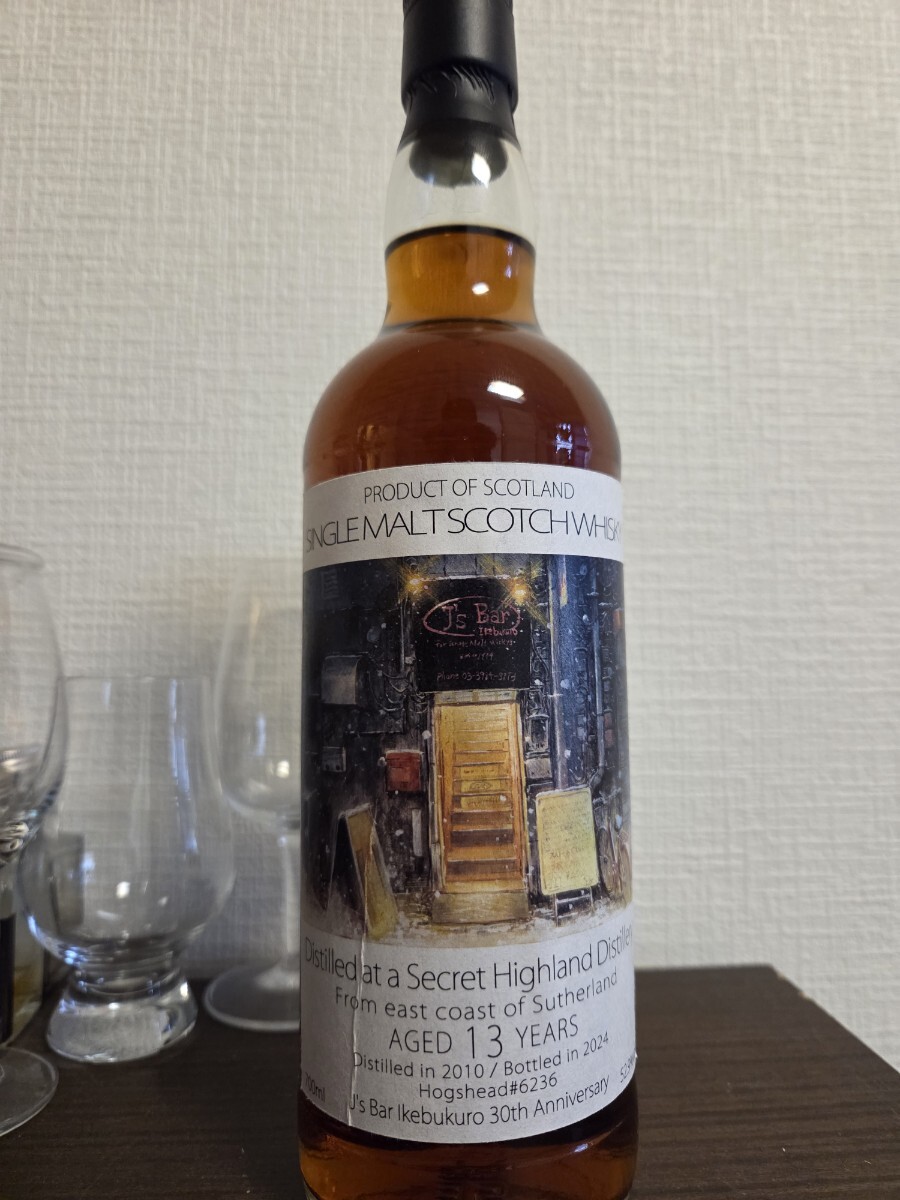 PRODUCT OF SCOTLAND
SINGLE MALT SCOTCH WHISKY
J's Bar
Ikebukuro
Distilled at a Secret Highland Distiller
From east coast of Sutherland
AGED 13 YEARS
Distilled in 2010 / Bottled in 2024
Hogshead#6236
700ml
J's Bar Ikebukuro 30th Anniversary